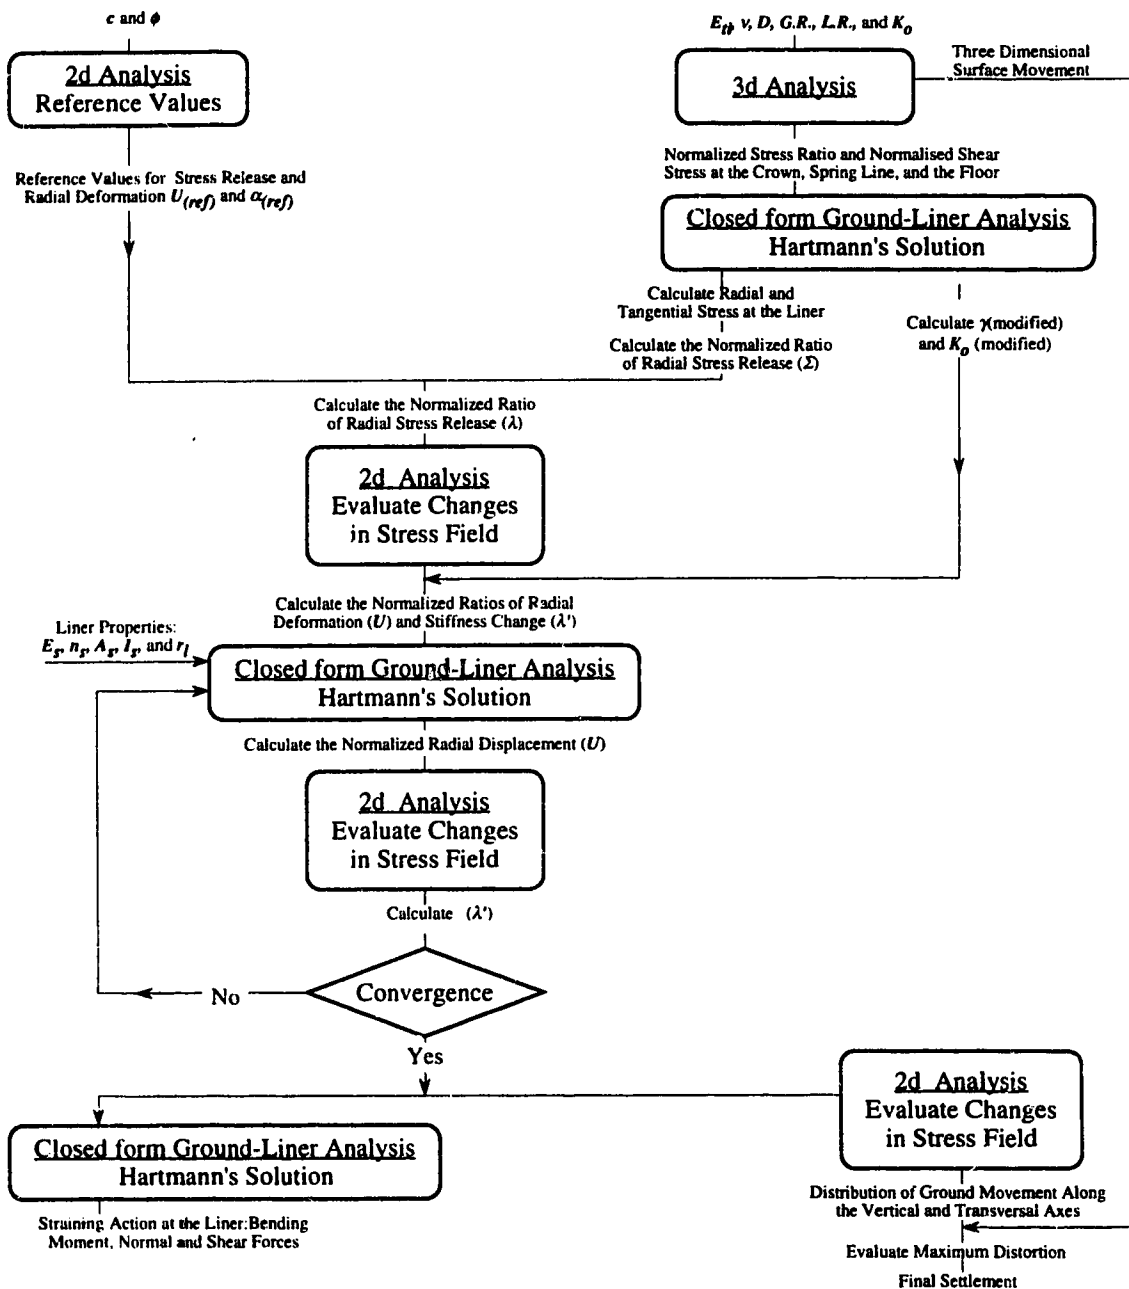 c and ϕ
2d Analysis
Reference Values
Reference Values for Stress Release and
Radial Deformation U(ref) and α(ref)
Eti, ν, D, G.R., L.R., and Ko
3d Analysis
Three Dimensional
Surface Movement
Normalized Stress Ratio and Normalised Shear
Stress at the Crown, Spring Line, and the Floor
Closed form Ground-Liner Analysis
Hartmann's Solution
Calculate Radial and
Tangential Stress at the Liner
Calculate the Normalized Ratio
of Radial Stress Release (Σ)
Calculate γ(modified)
and Ko (modified)
Calculate the Normalized Ratio
of Radial Stress Release (λ)
2d Analysis
Evaluate Changes
in Stress Field
Calculate the Normalized Ratios of Radial
Deformation (U) and Stiffness Change (λ')
Liner Properties:
Es, ns, As, Is, and rl
Closed form Ground-Liner Analysis
Hartmann's Solution
Calculate the Normalized Radial Displacement (U)
2d Analysis
Evaluate Changes
in Stress Field
Calculate (λ')
Convergence
No
Yes
2d Analysis
Evaluate Changes
in Stress Field
Closed form Ground-Liner Analysis
Hartmann's Solution
Straining Action at the Liner:Bending
Moment, Normal and Shear Forces
Distribution of Ground Movement Along
the Vertical and Transversal Axes
Evaluate Maximum Distortion
Final Settlement